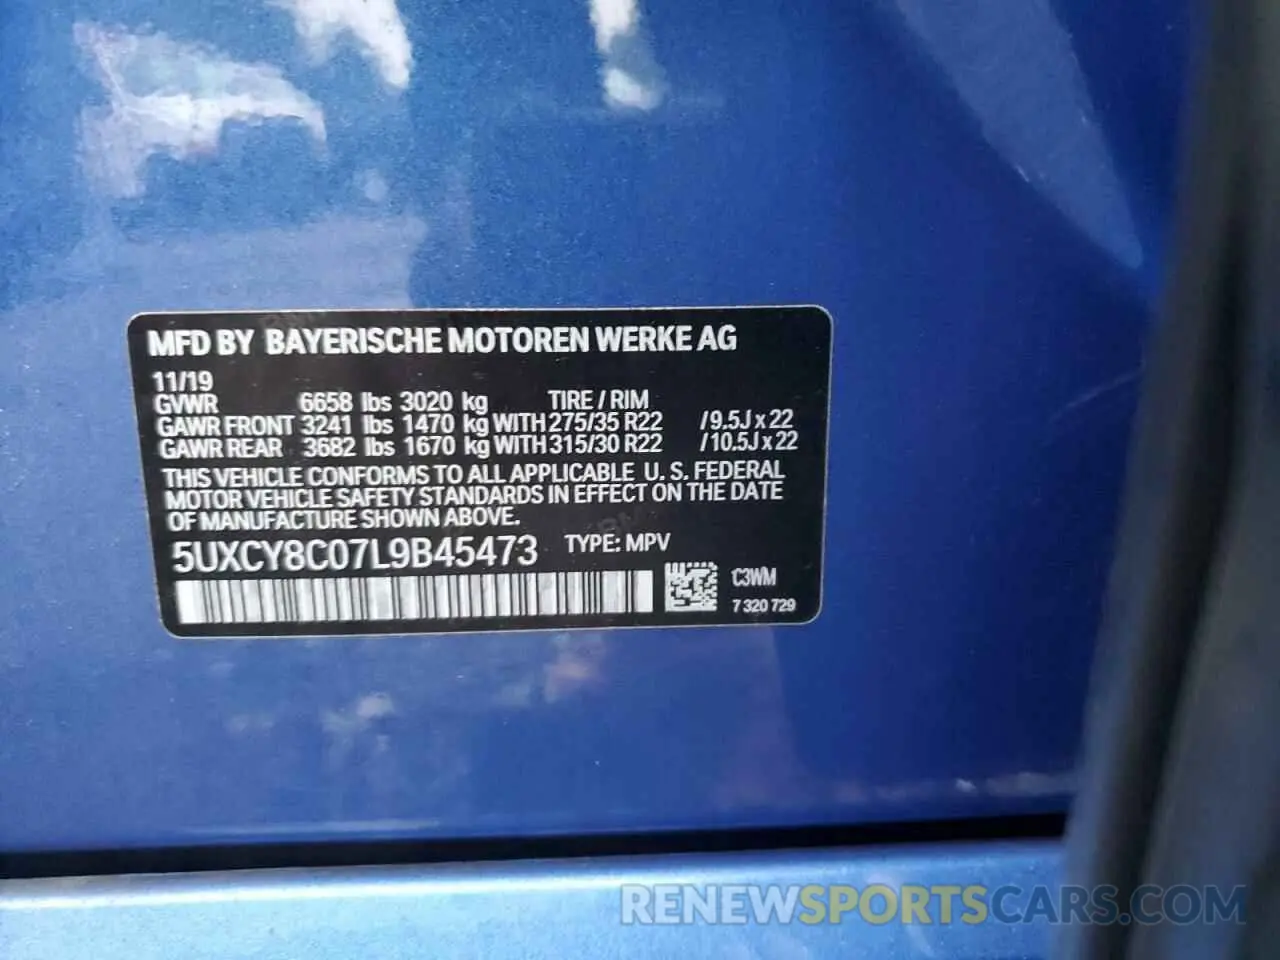 MFD BY BAYERISCHE MOTOREN WERKE AG
11/19
GVWR 6658 lbs 3020 kg TIRE / RIM
GAWR FRONT 3241 lbs 1470 kg WITH 275/35 R22 /9.5J x 22
GAWR REAR 3682 lbs 1670 kg WITH 315/30 R22 /10.5J x 22
THIS VEHICLE CONFORMS TO ALL APPLICABLE U. S. FEDERAL
MOTOR VEHICLE SAFETY STANDARDS IN EFFECT ON THE DATE
OF MANUFACTURE SHOWN ABOVE.
5UXCY8C07L9B45473 TYPE: MPV
C3WM
7 320 729
RENEWSPORTSCARS.COM